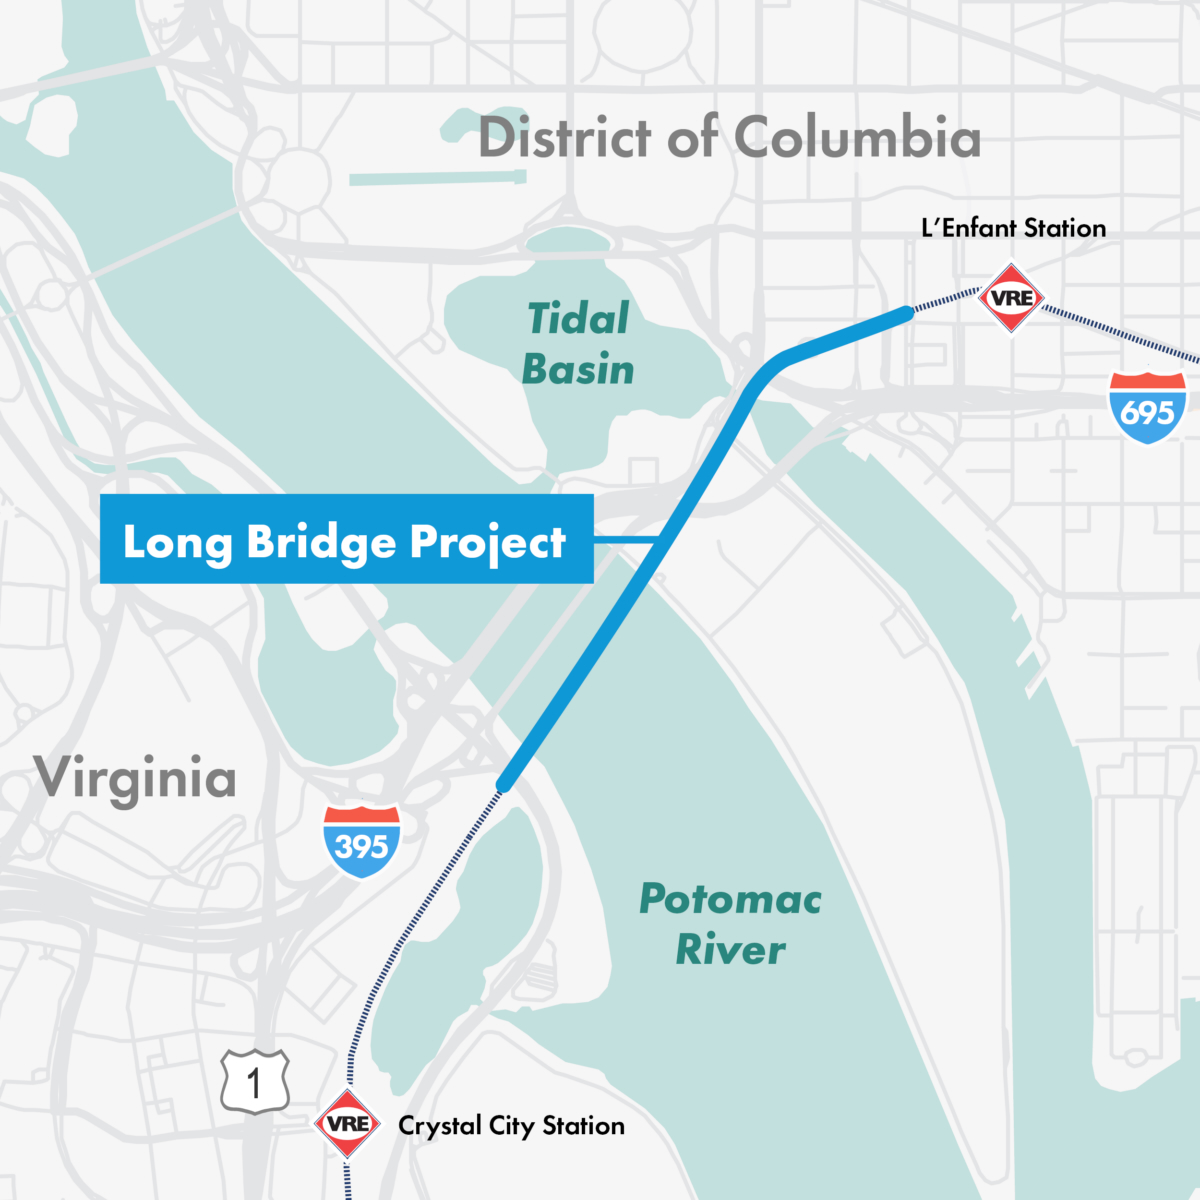 District of Columbia
L'Enfant Station
VRE
Tidal
Basin
695
Long Bridge Project
Virginia
395
Potomac
River
1
VRE
Crystal City Station